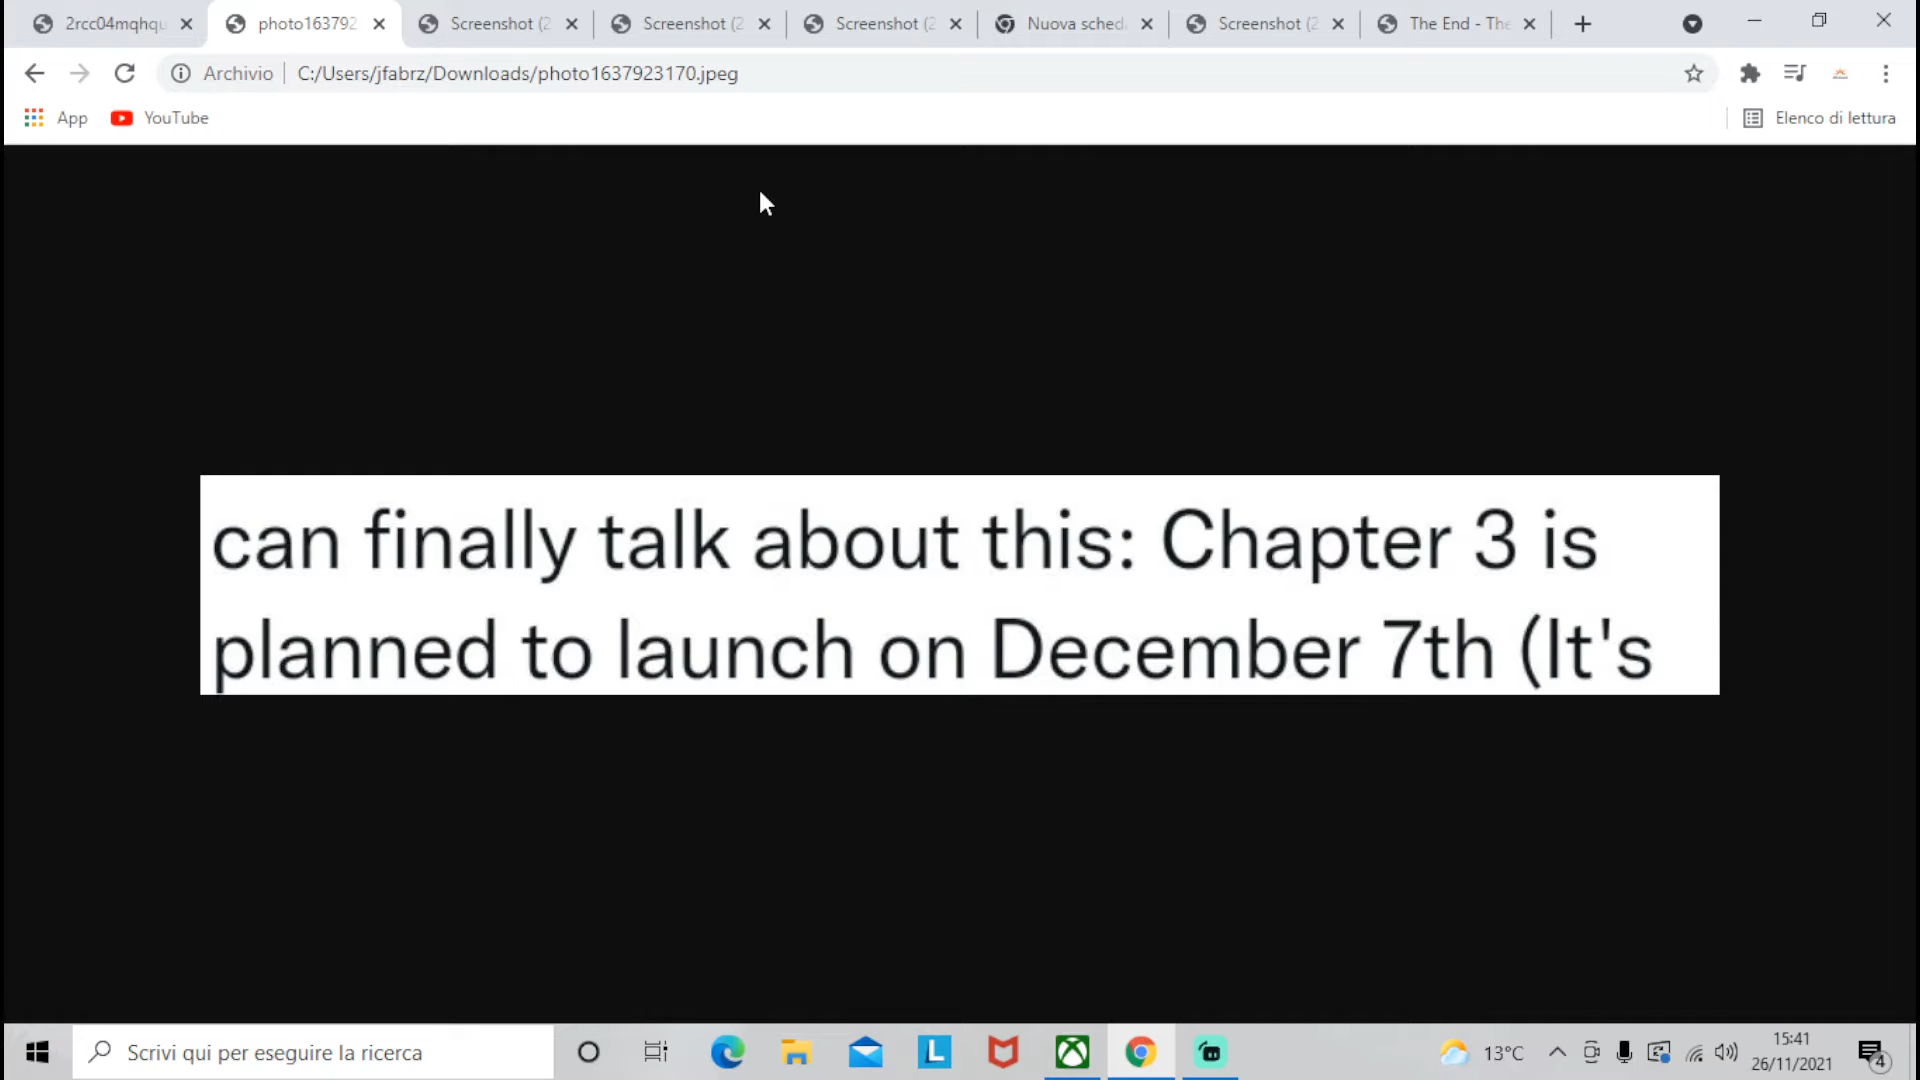 2rcc04mqhqu
photo163792
Screenshot (2
Screenshot (2
Screenshot (2
Nuova sched
Screenshot (2
The End - The
Archivio
C:/Users/jfabrz/Downloads/photo1637923170.jpeg
App
YouTube
Elenco di lettura
can finally talk about this: Chapter 3 is
planned to launch on December 7th (It's
Scrivi qui per eseguire la ricerca
L
13°C
15:41
26/11/2021
4